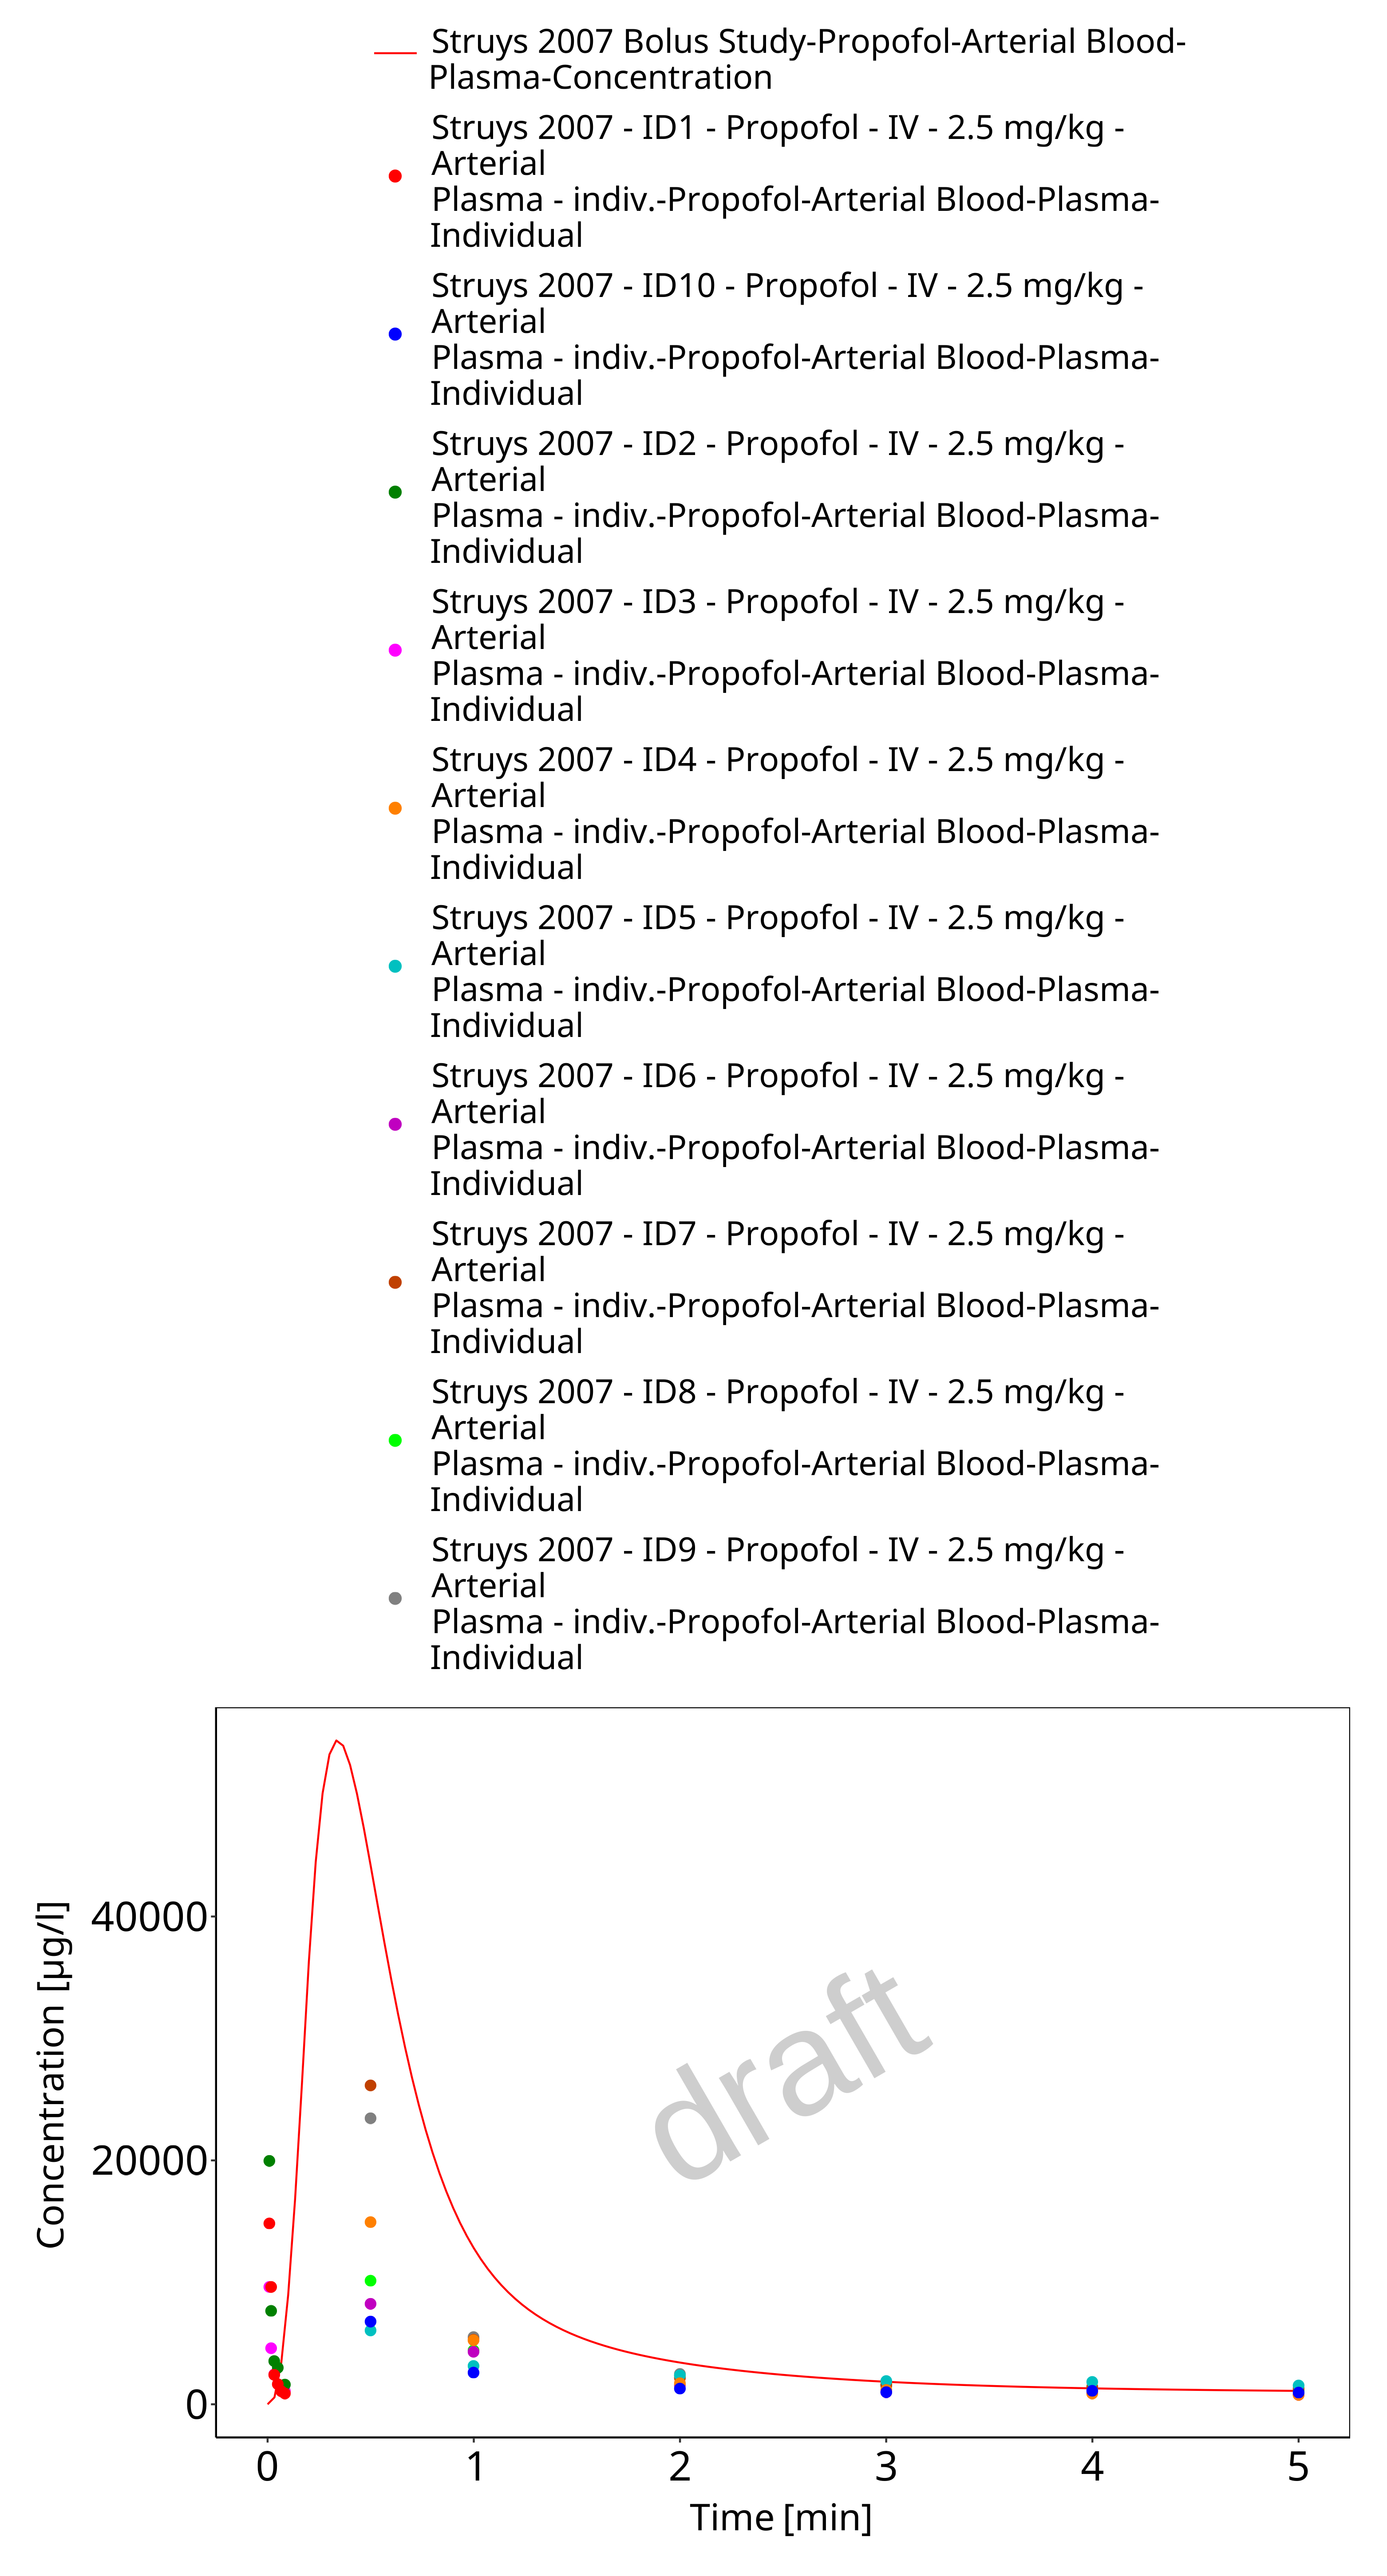 Struys 2007 Bolus Study-Propofol-Arterial Blood-
Plasma-Concentration
Struys 2007 - ID1 - Propofol - IV - 2.5 mg/kg -
Arterial
Plasma - indiv.-Propofol-Arterial Blood-Plasma-
Individual
Struys 2007 - ID10 - Propofol - IV - 2.5 mg/kg -
Arterial
Plasma - indiv.-Propofol-Arterial Blood-Plasma-
Individual
Struys 2007 - ID2 - Propofol - IV - 2.5 mg/kg -
Arterial
Plasma - indiv.-Propofol-Arterial Blood-Plasma-
Individual
Struys 2007 - ID3 - Propofol - IV - 2.5 mg/kg -
Arterial
Plasma - indiv.-Propofol-Arterial Blood-Plasma-
Individual
Struys 2007 - ID4 - Propofol - IV - 2.5 mg/kg -
Arterial
Plasma - indiv.-Propofol-Arterial Blood-Plasma-
Individual
Struys 2007 - ID5 - Propofol - IV - 2.5 mg/kg -
Arterial
Plasma - indiv.-Propofol-Arterial Blood-Plasma-
Individual
Struys 2007 - ID6 - Propofol - IV - 2.5 mg/kg -
Arterial
Plasma - indiv.-Propofol-Arterial Blood-Plasma-
Individual
Struys 2007 - ID7 - Propofol - IV - 2.5 mg/kg -
Arterial
Plasma - indiv.-Propofol-Arterial Blood-Plasma-
Individual
Struys 2007 - ID8 - Propofol - IV - 2.5 mg/kg -
Arterial
Plasma - indiv.-Propofol-Arterial Blood-Plasma-
Individual
Struys 2007 - ID9 - Propofol - IV - 2.5 mg/kg -
Arterial
Plasma - indiv.-Propofol-Arterial Blood-Plasma-
Individual
Concentration [µg/l]
40000
20000
0
draft
0 1 2 3 4 5
Time [min]